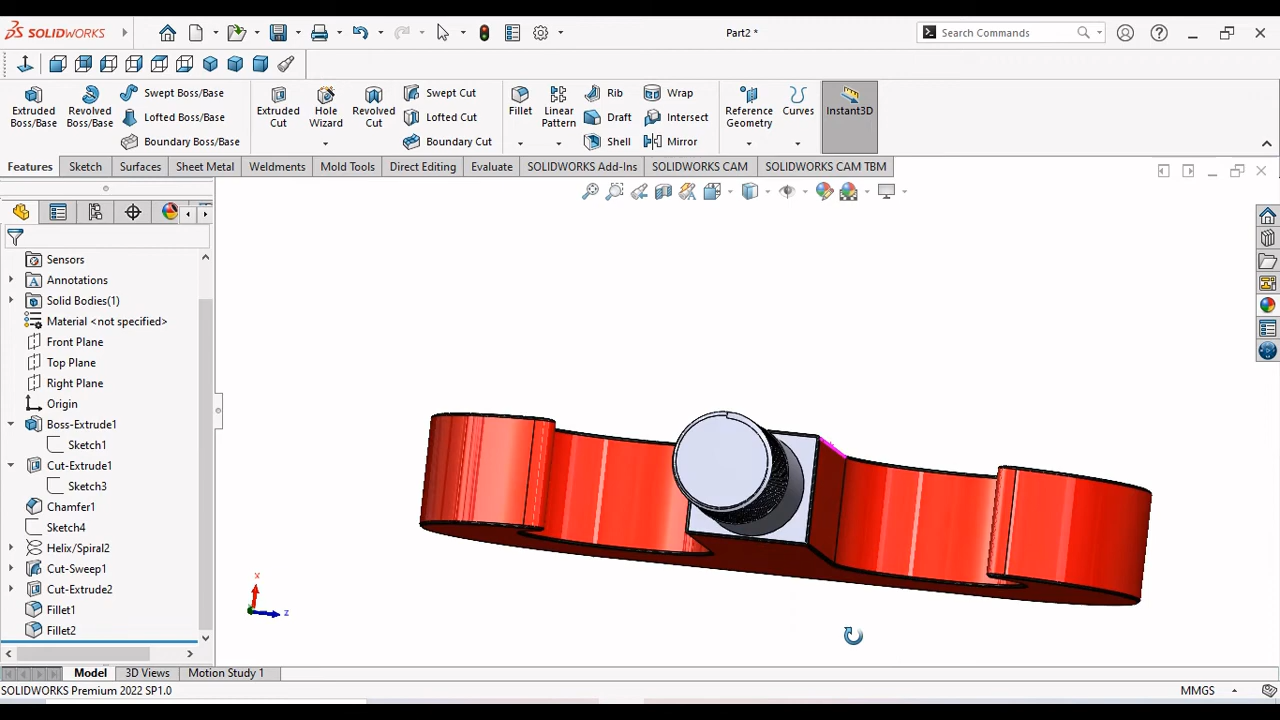 SOLIDWORKS
Part2 *
Search Commands
Extruded Boss/Base
Revolved Boss/Base
Swept Boss/Base
Lofted Boss/Base
Boundary Boss/Base
Extruded Cut
Hole Wizard
Revolved Cut
Swept Cut
Lofted Cut
Boundary Cut
Fillet
Linear Pattern
Rib
Draft
Shell
Wrap
Intersect
Mirror
Reference Geometry
Curves
Instant3D
Features
Sketch
Surfaces
Sheet Metal
Weldments
Mold Tools
Direct Editing
Evaluate
SOLIDWORKS Add-Ins
SOLIDWORKS CAM
SOLIDWORKS CAM TBM
Sensors
Annotations
Solid Bodies(1)
Material <not specified>
Front Plane
Top Plane
Right Plane
Origin
Boss-Extrude1
Sketch1
Cut-Extrude1
Sketch3
Chamfer1
Sketch4
Helix/Spiral2
Cut-Sweep1
Cut-Extrude2
Fillet1
Fillet2
x
z
Model
3D Views
Motion Study 1
SOLIDWORKS Premium 2022 SP1.0
MMGS